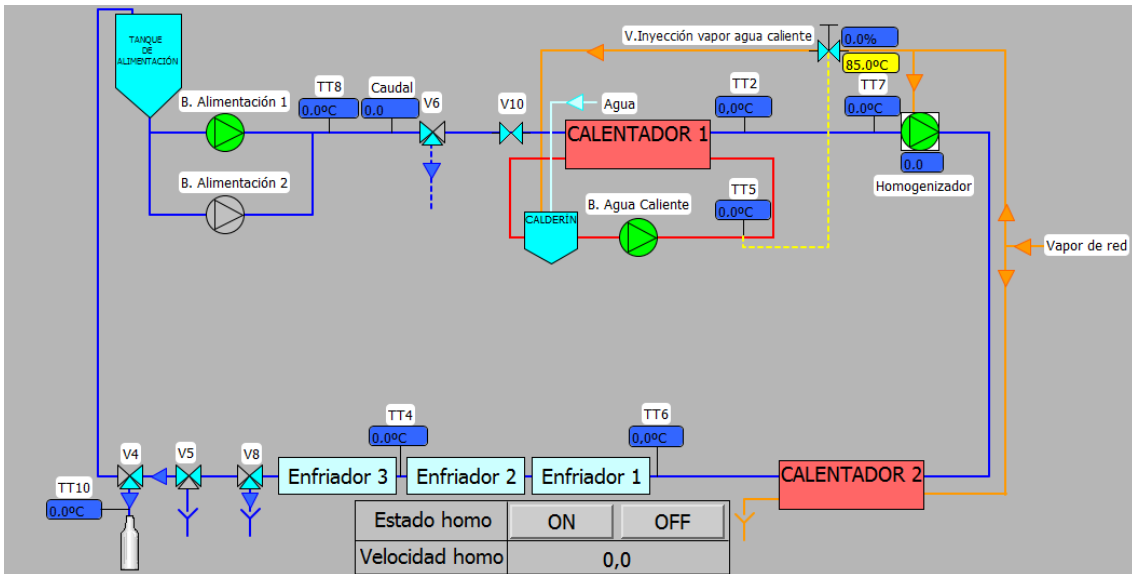 TANQUE
DE
ALIMENTACIÓN
V.Inyección vapor agua caliente
0.0%
85.0ºC
B. Alimentación 1
TT8
0.0ºC
Caudal
0.0
V6
V10
Agua
CALENTADOR 1
TT2
0,0ºC
TT7
0.0ºC
0.0
Homogenizador
B. Alimentación 2
CALDERÍN
B. Agua Caliente
TT5
0.0ºC
Vapor de red
TT4
0.0ºC
TT6
0,0ºC
V4
V5
V8
Enfriador 3
Enfriador 2
Enfriador 1
CALENTADOR 2
TT10
0.0ºC
Estado homo
ON
OFF
Velocidad homo
0,0